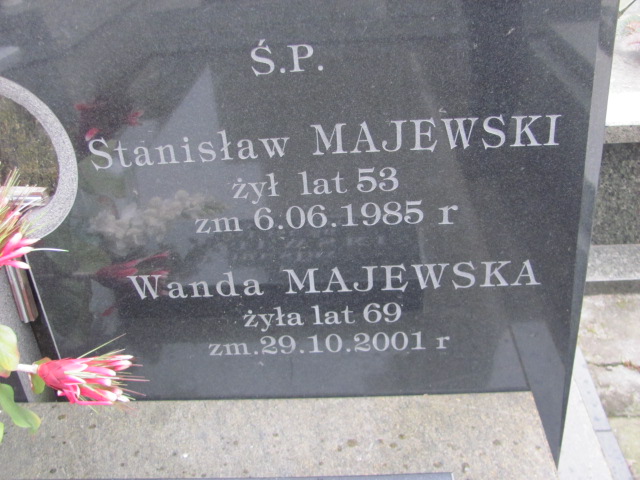 Ś.P.
Stanisław MAJEWSKI
żył lat 53
zm 6.06.1985 r
Wanda MAJEWSKA
żyła lat 69
zm.29.10.2001 r